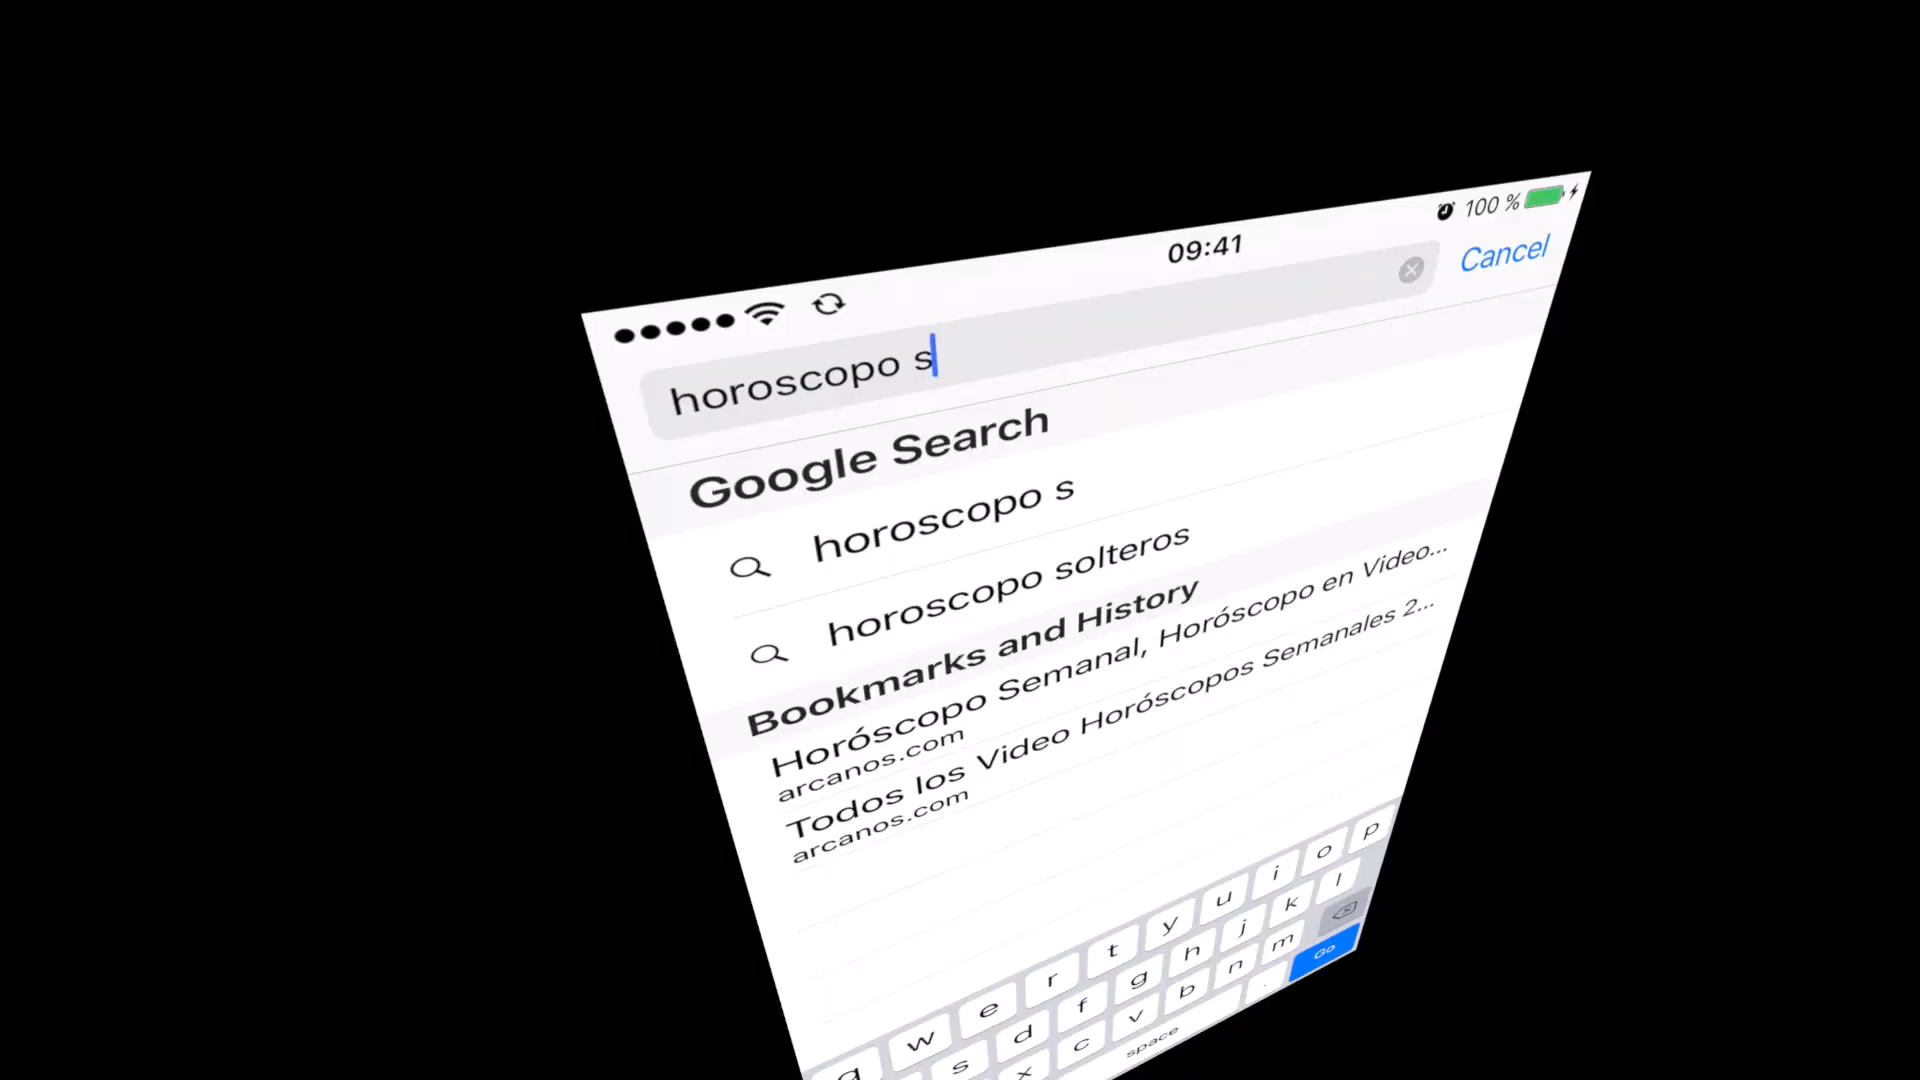 09:41
100 %
horoscopo s
Cancel
Google Search
horoscopo s
horoscopo solteros
Bookmarks and History
Horóscopo Semanal, Horóscopo en Video...
arcanos.com
Todos los Video Horóscopos Semanales 2...
arcanos.com
q w e r t y u i o p
s d f g h j k l
x c v b n m
space . Go